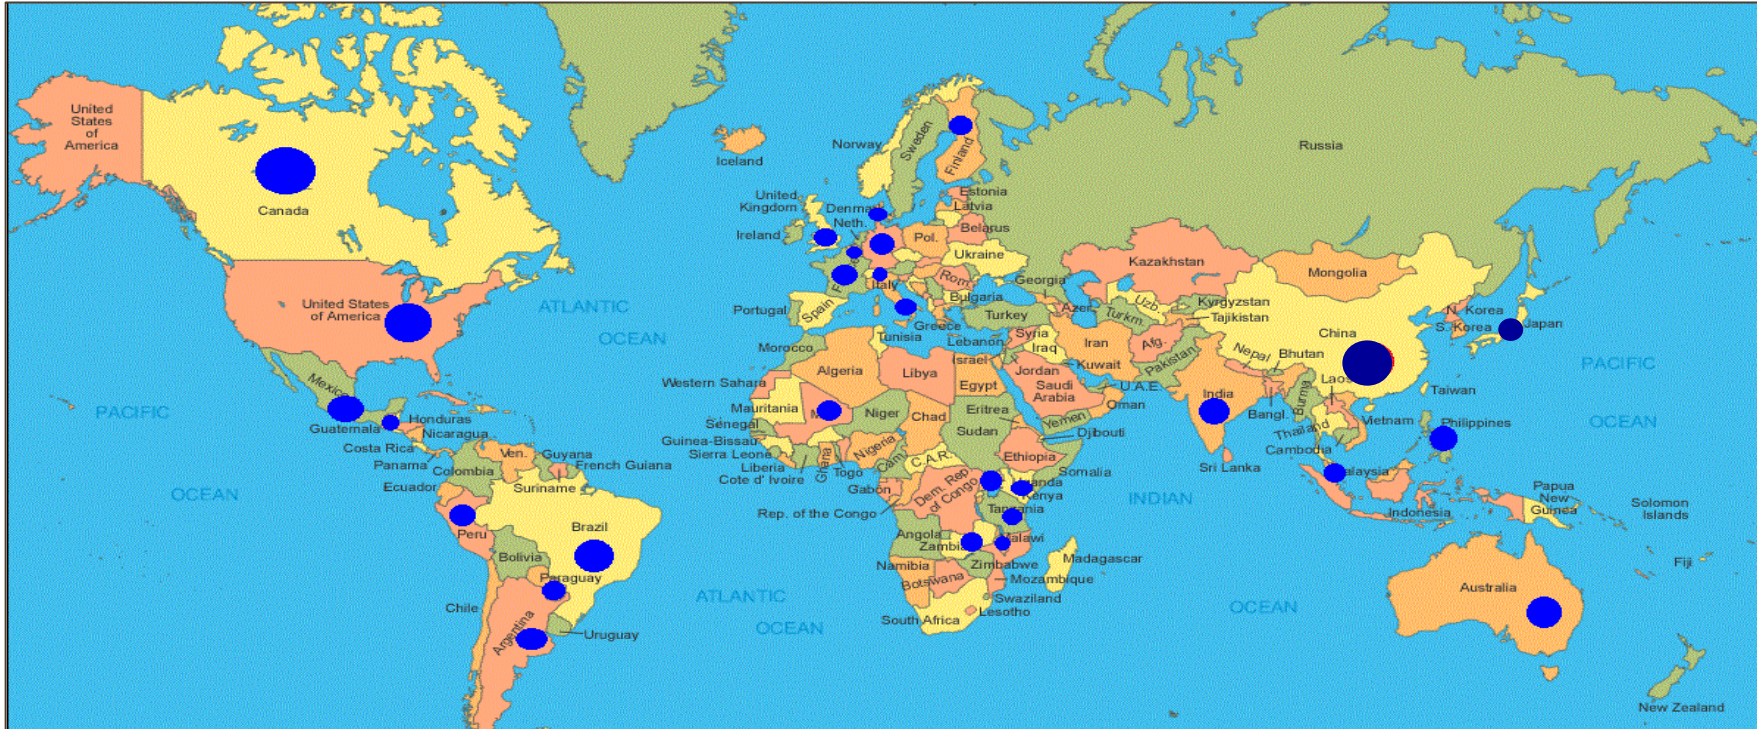 United
States
of
America
Canada
Iceland
Norway
Sweden
Finland
Russia
United
Kingdom
Ireland
Neth.
Estonia
Latvia
Belarus
Pol.
Ukraine
Kazakhstan
Mongolia
United States
of America
ATLANTIC
OCEAN
Portugal
Spain
Italy
Rom.
Bulgaria
Georgia
Azer.
Uzb.
Turkm.
Kyrgyzstan
Tajikistan
China
N. Korea
S. Korea
Japan
Turkey
Greece
Tunisia
Lebanon
Syria
Iraq
Iran
Afg.
Pakistan
Nepal
Bhutan
PACIFIC
OCEAN
Morocco
Algeria
Libya
Egypt
Israel
Jordan
Kuwait
Saudi
Arabia
U.A.E.
Oman
Yemen
India
Bangl.
Burma
Laos
Taiwan
Vietnam
Thailand
Cambodia
Philippines
Mexico
PACIFIC
OCEAN
Guatemala
Honduras
Nicaragua
Costa Rica
Panama
Western Sahara
Mauritania
Senegal
Guinea-Bissau
Sierra Leone
Liberia
Cote d' Ivoire
Ghana
Togo
Niger
Nigeria
Chad
Cam.
C.A.R.
Sudan
Eritrea
Djibouti
Ethiopia
Somalia
Kenya
Sri Lanka
INDIAN
OCEAN
Ven.
Guyana
French Guiana
Suriname
Colombia
Ecuador
Peru
Brazil
Bolivia
Paraguay
Chile
Argentina
Uruguay
ATLANTIC
OCEAN
Gabon
Rep. of the Congo
Dem. Rep
of Congo
Tanzania
Angola
Zambia
Malawi
Zimbabwe
Mozambique
Madagascar
Namibia
Botswana
Swaziland
Lesotho
South Africa
Indonesia
Papua
New
Guinea
Solomon
Islands
Fiji
Australia
New Zealand